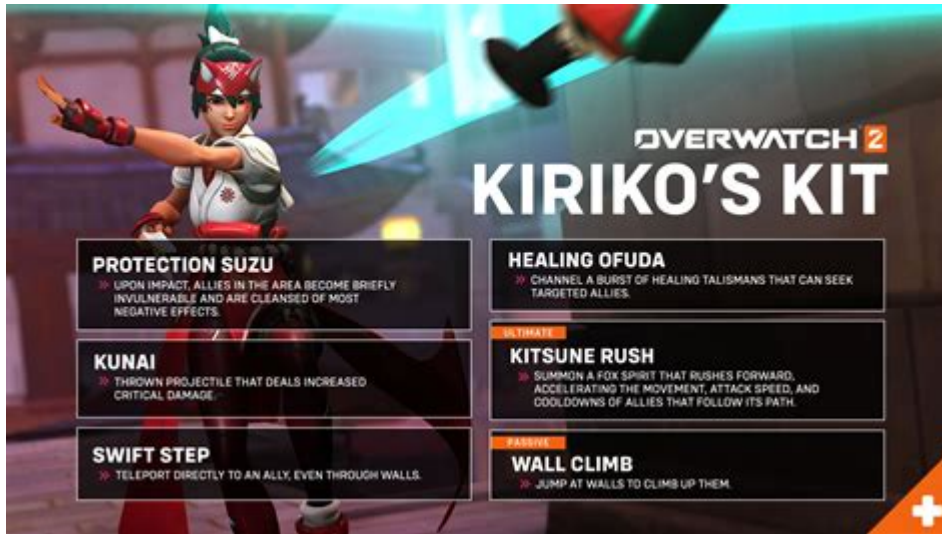 OVERWATCH 2
KIRIKO'S KIT
PROTECTION SUZU
UPON IMPACT, ALLIES IN THE AREA BECOME BRIEFLY
INVULNERABLE AND ARE CLEANSED OF MOST
NEGATIVE EFFECTS.
KUNAI
THROWN PROJECTILE THAT DEALS INCREASED
CRITICAL DAMAGE.
SWIFT STEP
TELEPORT DIRECTLY TO AN ALLY, EVEN THROUGH WALLS.
HEALING OFUDA
CHANNEL A BURST OF HEALING TALISMANS THAT CAN SEEK
TARGETED ALLIES.
ULTIMATE
KITSUNE RUSH
SUMMON A FOX SPIRIT THAT RUSHES FORWARD,
ACCELERATING THE MOVEMENT, ATTACK SPEED, AND
COOLDOWNS OF ALLIES THAT FOLLOW ITS PATH.
PASSIVE
WALL CLIMB
JUMP AT WALLS TO CLIMB UP THEM.